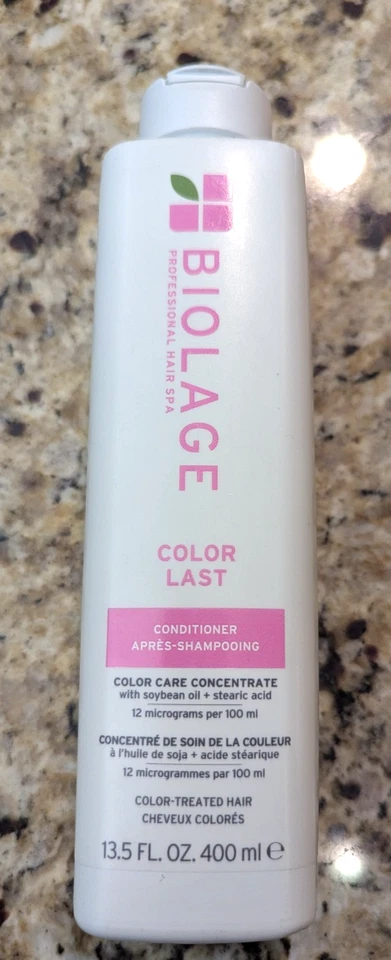 BIOLAGE
PROFESSIONAL HAIR SPA
COLOR
LAST
CONDITIONER
APRÈS-SHAMPOOING
COLOR CARE CONCENTRATE
with soybean oil + stearic acid
12 micrograms per 100 ml
CONCENTRÉ DE SOIN DE LA COULEUR
à l'huile de soja + acide stéarique
12 microgrammes par 100 ml
COLOR-TREATED HAIR
CHEVEUX COLORÉS
13.5 FL. OZ. 400 ml ℮